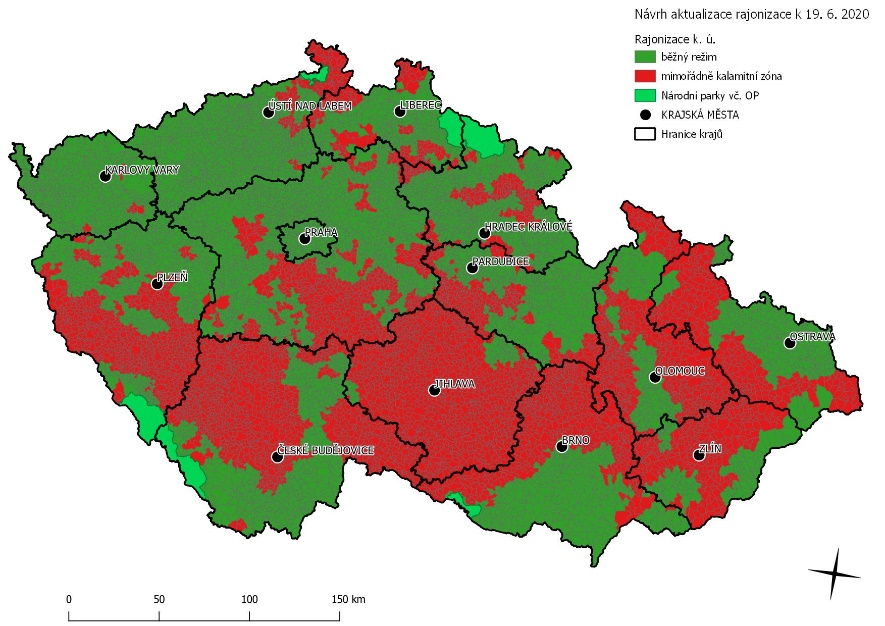 Návrh aktualizace rajonizace k 19. 6. 2020
Rajonizace k. ú.
běžný režim
mimořádně kalamitní zóna
Národní parky vč. OP
KRAJSKÁ MĚSTA
Hranice krajů
ÚSTÍ NAD LABEM
LIBEREC
KARLOVY VARY
HRADEC KRÁLOVÉ
PRAHA
PARDUBICE
PLZEŇ
OSTRAVA
OLOMOUC
JIHLAVA
BRNO
ZLÍN
ČESKÉ BUDĚJOVICE
0 50 100 150 km